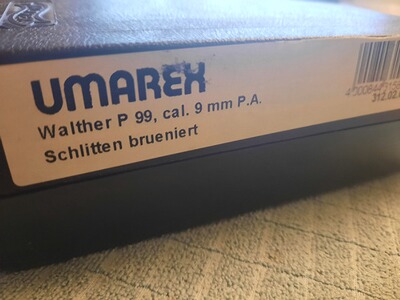 UMAREX
Walther P 99, cal. 9 mm P.A.
Schlitten brueniert